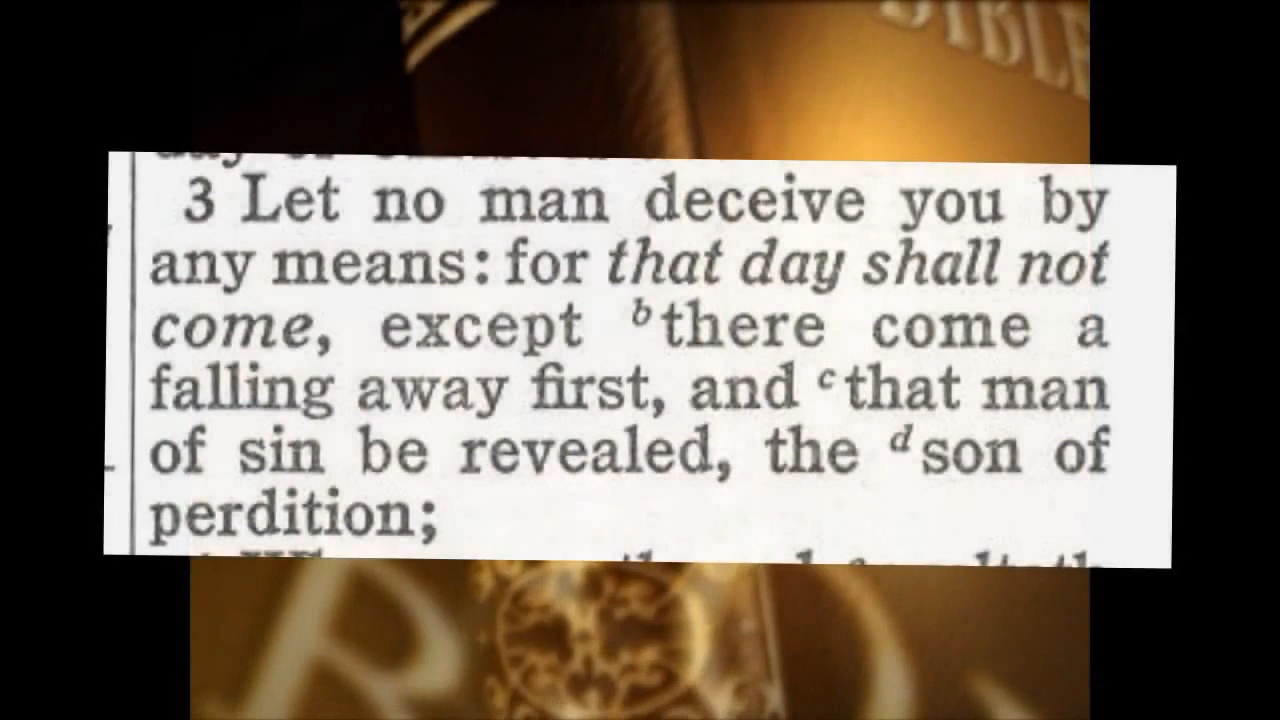 BIBLE
3 Let no man deceive you by
any means: for that day shall not
come, except ᵇthere come a
falling away first, and ᶜthat man
of sin be revealed, the ᵈson of
perdition;